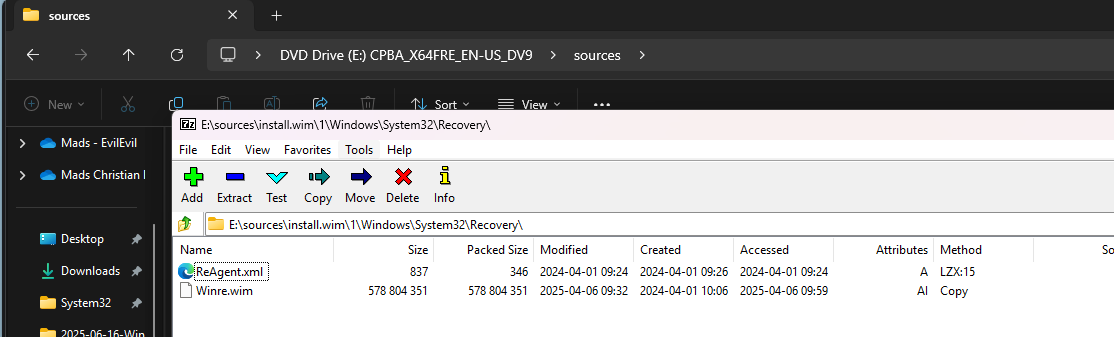 sources
DVD Drive (E:) CPBA_X64FRE_EN-US_DV9 sources
New Sort View
E:\sources\install.wim\1\Windows\System32\Recovery\
File Edit View Favorites Tools Help
Add Extract Test Copy Move Delete Info
E:\sources\install.wim\1\Windows\System32\Recovery\
Name Size Packed Size Modified Created Accessed Attributes Method So
ReAgent.xml 837 346 2024-04-01 09:24 2024-04-01 09:26 2024-04-01 09:24 A LZX:15
Winre.wim 578 804 351 578 804 351 2025-04-06 09:32 2024-04-01 10:06 2025-04-06 09:59 AI Copy
Mads - EvilEvil
Mads Christian
Desktop
Downloads
System32
2025-06-16-Win